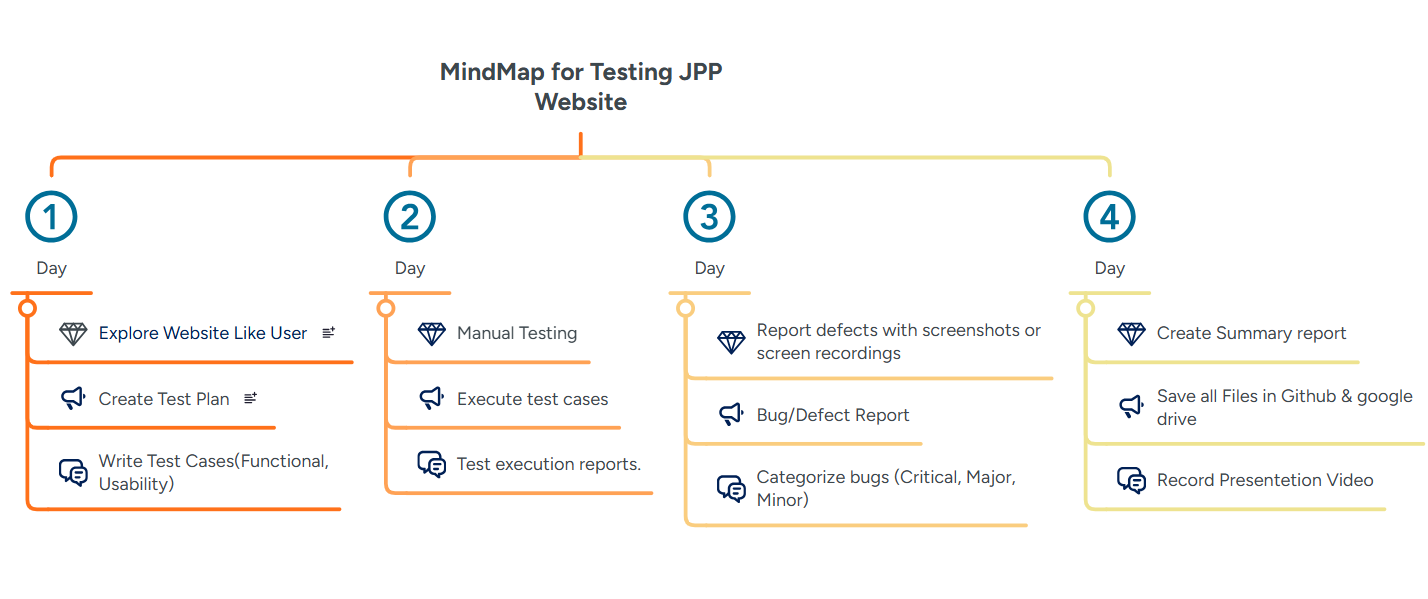 MindMap for Testing JPP
Website
1
Day
Explore Website Like User
Create Test Plan
Write Test Cases(Functional,
Usability)
2
Day
Manual Testing
Execute test cases
Test execution reports.
3
Day
Report defects with screenshots or
screen recordings
Bug/Defect Report
Categorize bugs (Critical, Major,
Minor)
4
Day
Create Summary report
Save all Files in Github & google
drive
Record Presentetion Video